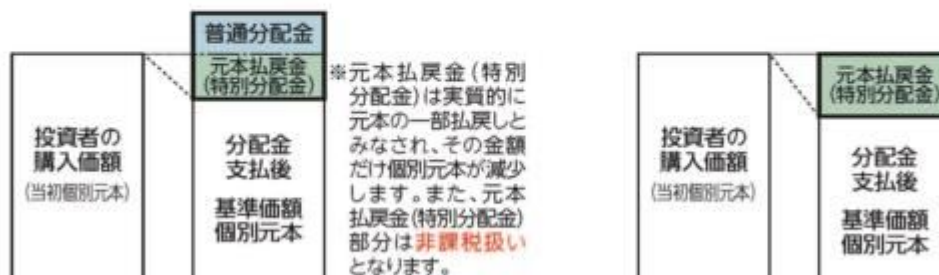 普通分配金
元本払戻金
(特別分配金)
投資者の
購入価額
(当初個別元本)
分配金
支払後
基準価額
個別元本
※元本払戻金(特別
分配金)は実質的に
元本の一部払戻しと
みなされ、その金額
だけ個別元本が減少
します。また、元本
払戻金(特別分配金)
部分は非課税扱い
となります。
投資者の
購入価額
(当初個別元本)
元本払戻金
(特別分配金)
分配金
支払後
基準価額
個別元本